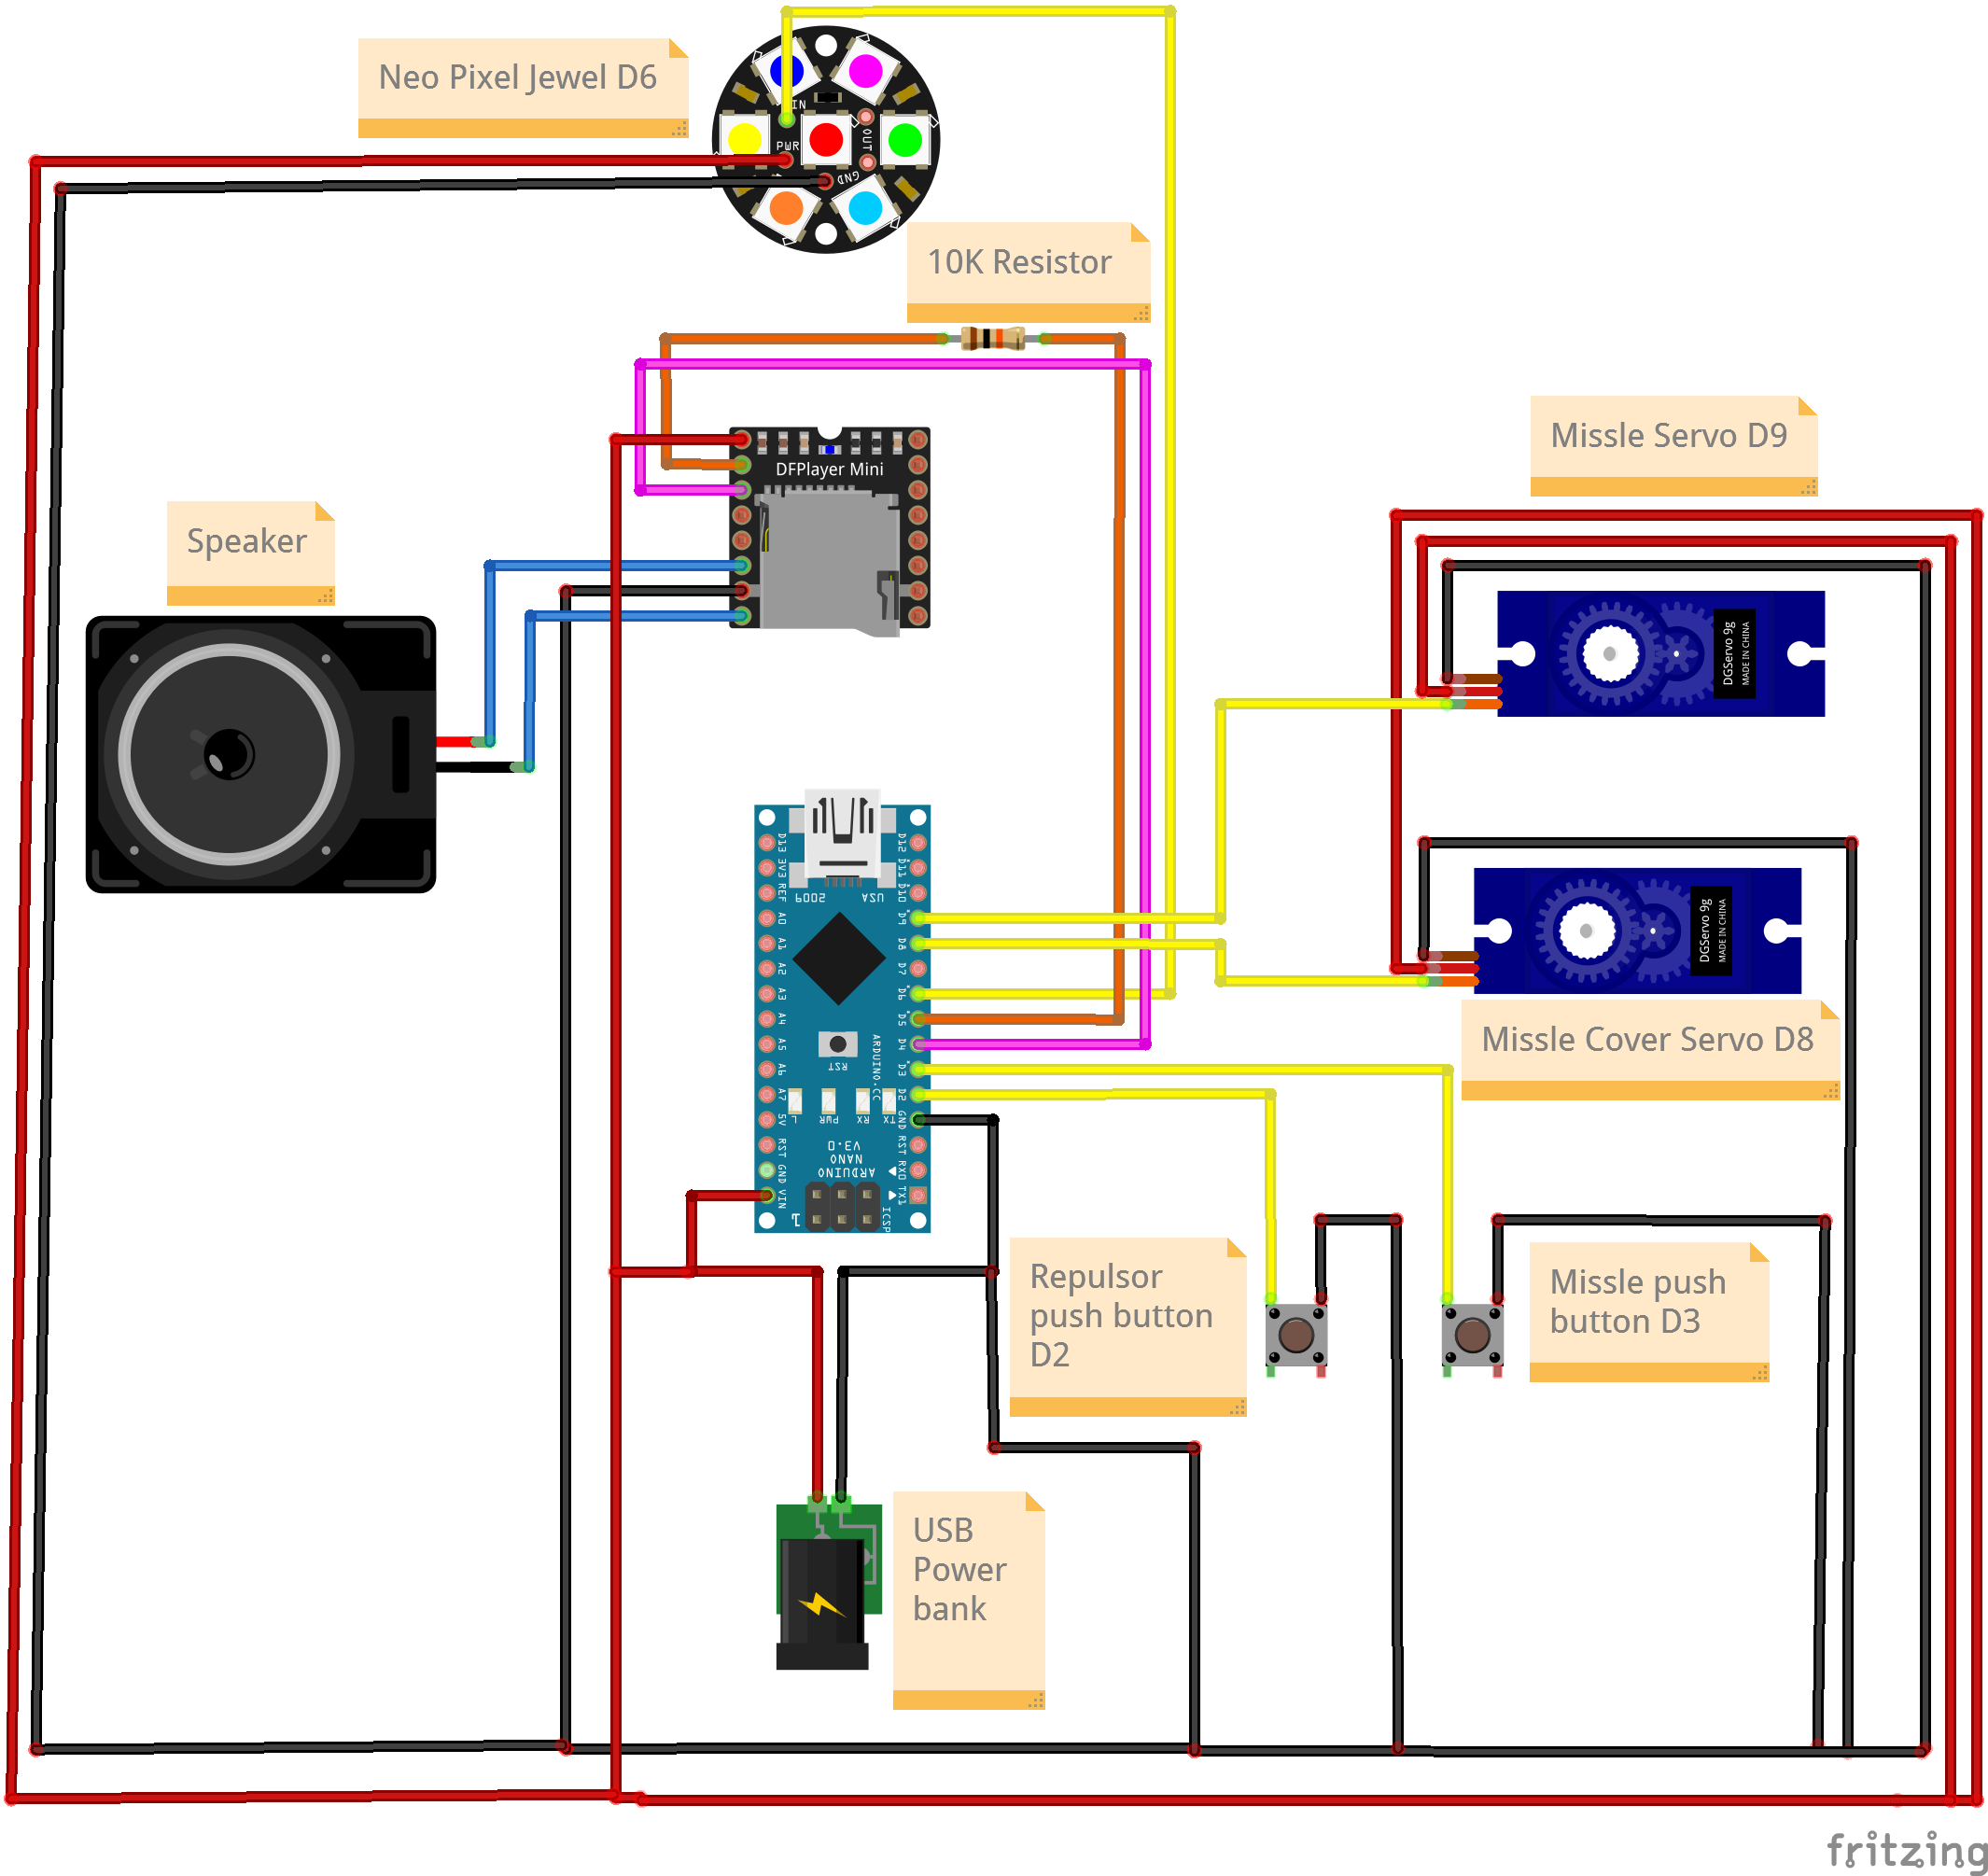 Neo Pixel Jewel D6
IN
PWR
OUT
GND
10K Resistor
DFPlayer Mini
Missle Servo D9
Speaker
DGServo 9g
MADE IN CHINA
DGServo 9g
MADE IN CHINA
Missle Cover Servo D8
D13
3V3
REF
A0
A1
A2
A3
A4
A5
A6
A7
5V
RST
GND
VIN
D12
D11
D10
D9
D8
D7
D6
D5
D4
D3
D2
GND
RST
RX0
TX1
2009
USA
RST
ARDUINO.CC
L
PWR
RX
TX
V3.0
NANO
ARDUINO
1
ICSP
Repulsor
push button
D2
Missle push
button D3
USB
Power
bank
fritzing